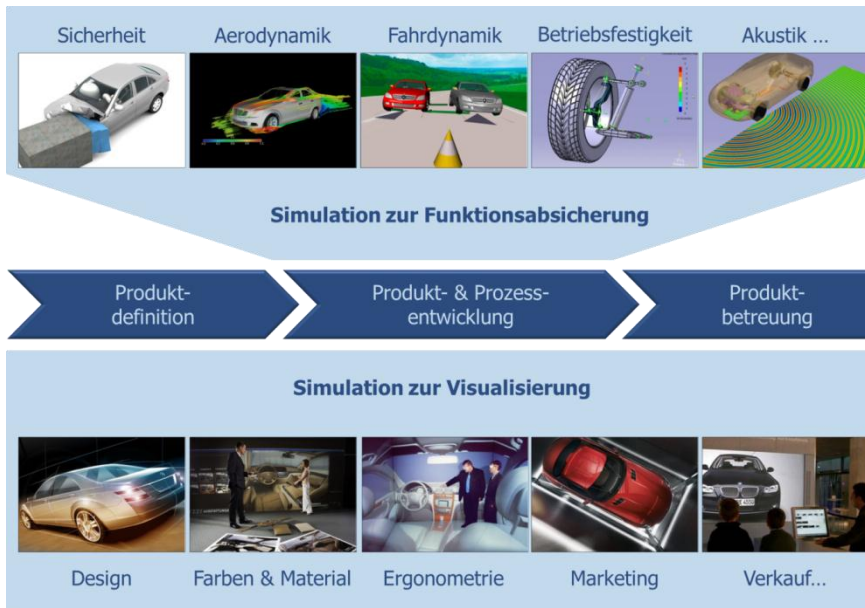 Sicherheit
Aerodynamik
Fahrdynamik
Betriebsfestigkeit
Akustik ...
Simulation zur Funktionsabsicherung
Produkt-
definition
Produkt- & Prozess-
entwicklung
Produkt-
betreuung
Simulation zur Visualisierung
Design
Farben & Material
Ergonometrie
Marketing
Verkauf...